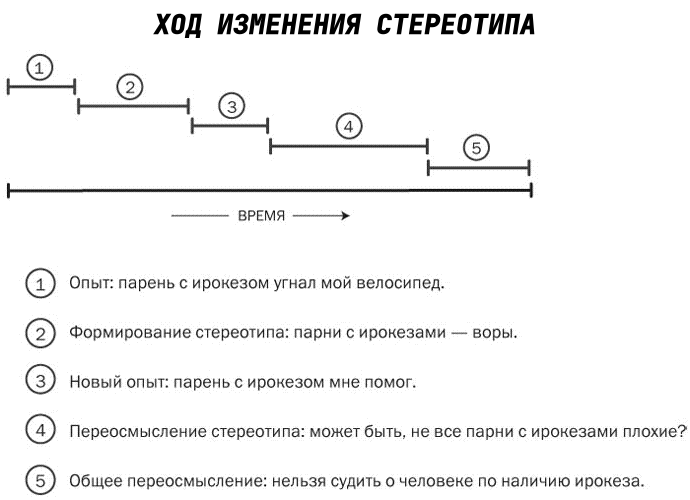 ХОД ИЗМЕНЕНИЯ СТЕРЕОТИПА
1
2
3
4
5
ВРЕМЯ
1 Опыт: парень с ирокезом угнал мой велосипед.
2 Формирование стереотипа: парни с ирокезами — воры.
3 Новый опыт: парень с ирокезом мне помог.
4 Переосмысление стереотипа: может быть, не все парни с ирокезами плохие?
5 Общее переосмысление: нельзя судить о человеке по наличию ирокеза.